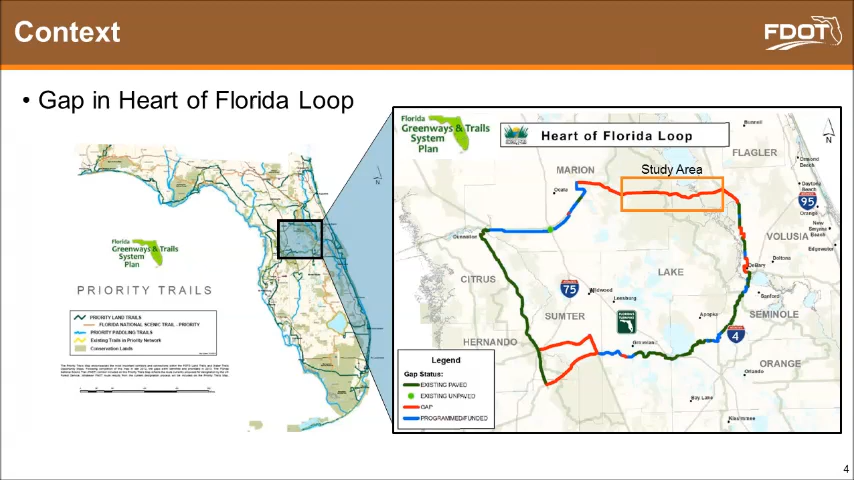 Context
FDOT
• Gap in Heart of Florida Loop
Florida
Greenways & Trails
System
Plan
PRIORITY TRAILS
PRIORITY LAND TRAILS
FLORIDA NATIONAL SCENIC TRAIL - PRIORITY
PRIORITY PADDLING TRAILS
Existing Trails in Priority Network
Conservation Lands
N
Florida
Greenways & Trails
System
Plan
Heart of Florida Loop
N
Bunnell
FLAGLER
MARION
Study Area
Ocala
Ormond
Beach
Daytona
Beach
95
Orange
New
Smyrna
Beach
VOLUSIA
Edgewater
Dunnellon
Deltona
DeBary
CITRUS
LAKE
75
Wildwood
Leesburg
Sanford
SUMTER
Apopka
SEMINOLE
HERNANDO
4
Clermont
ORANGE
Orlando
Bay Lake
Kissimmee
Legend
Gap Status:
EXISTING PAVED
EXISTING UNPAVED
GAP
PROGRAMMED/FUNDED
4